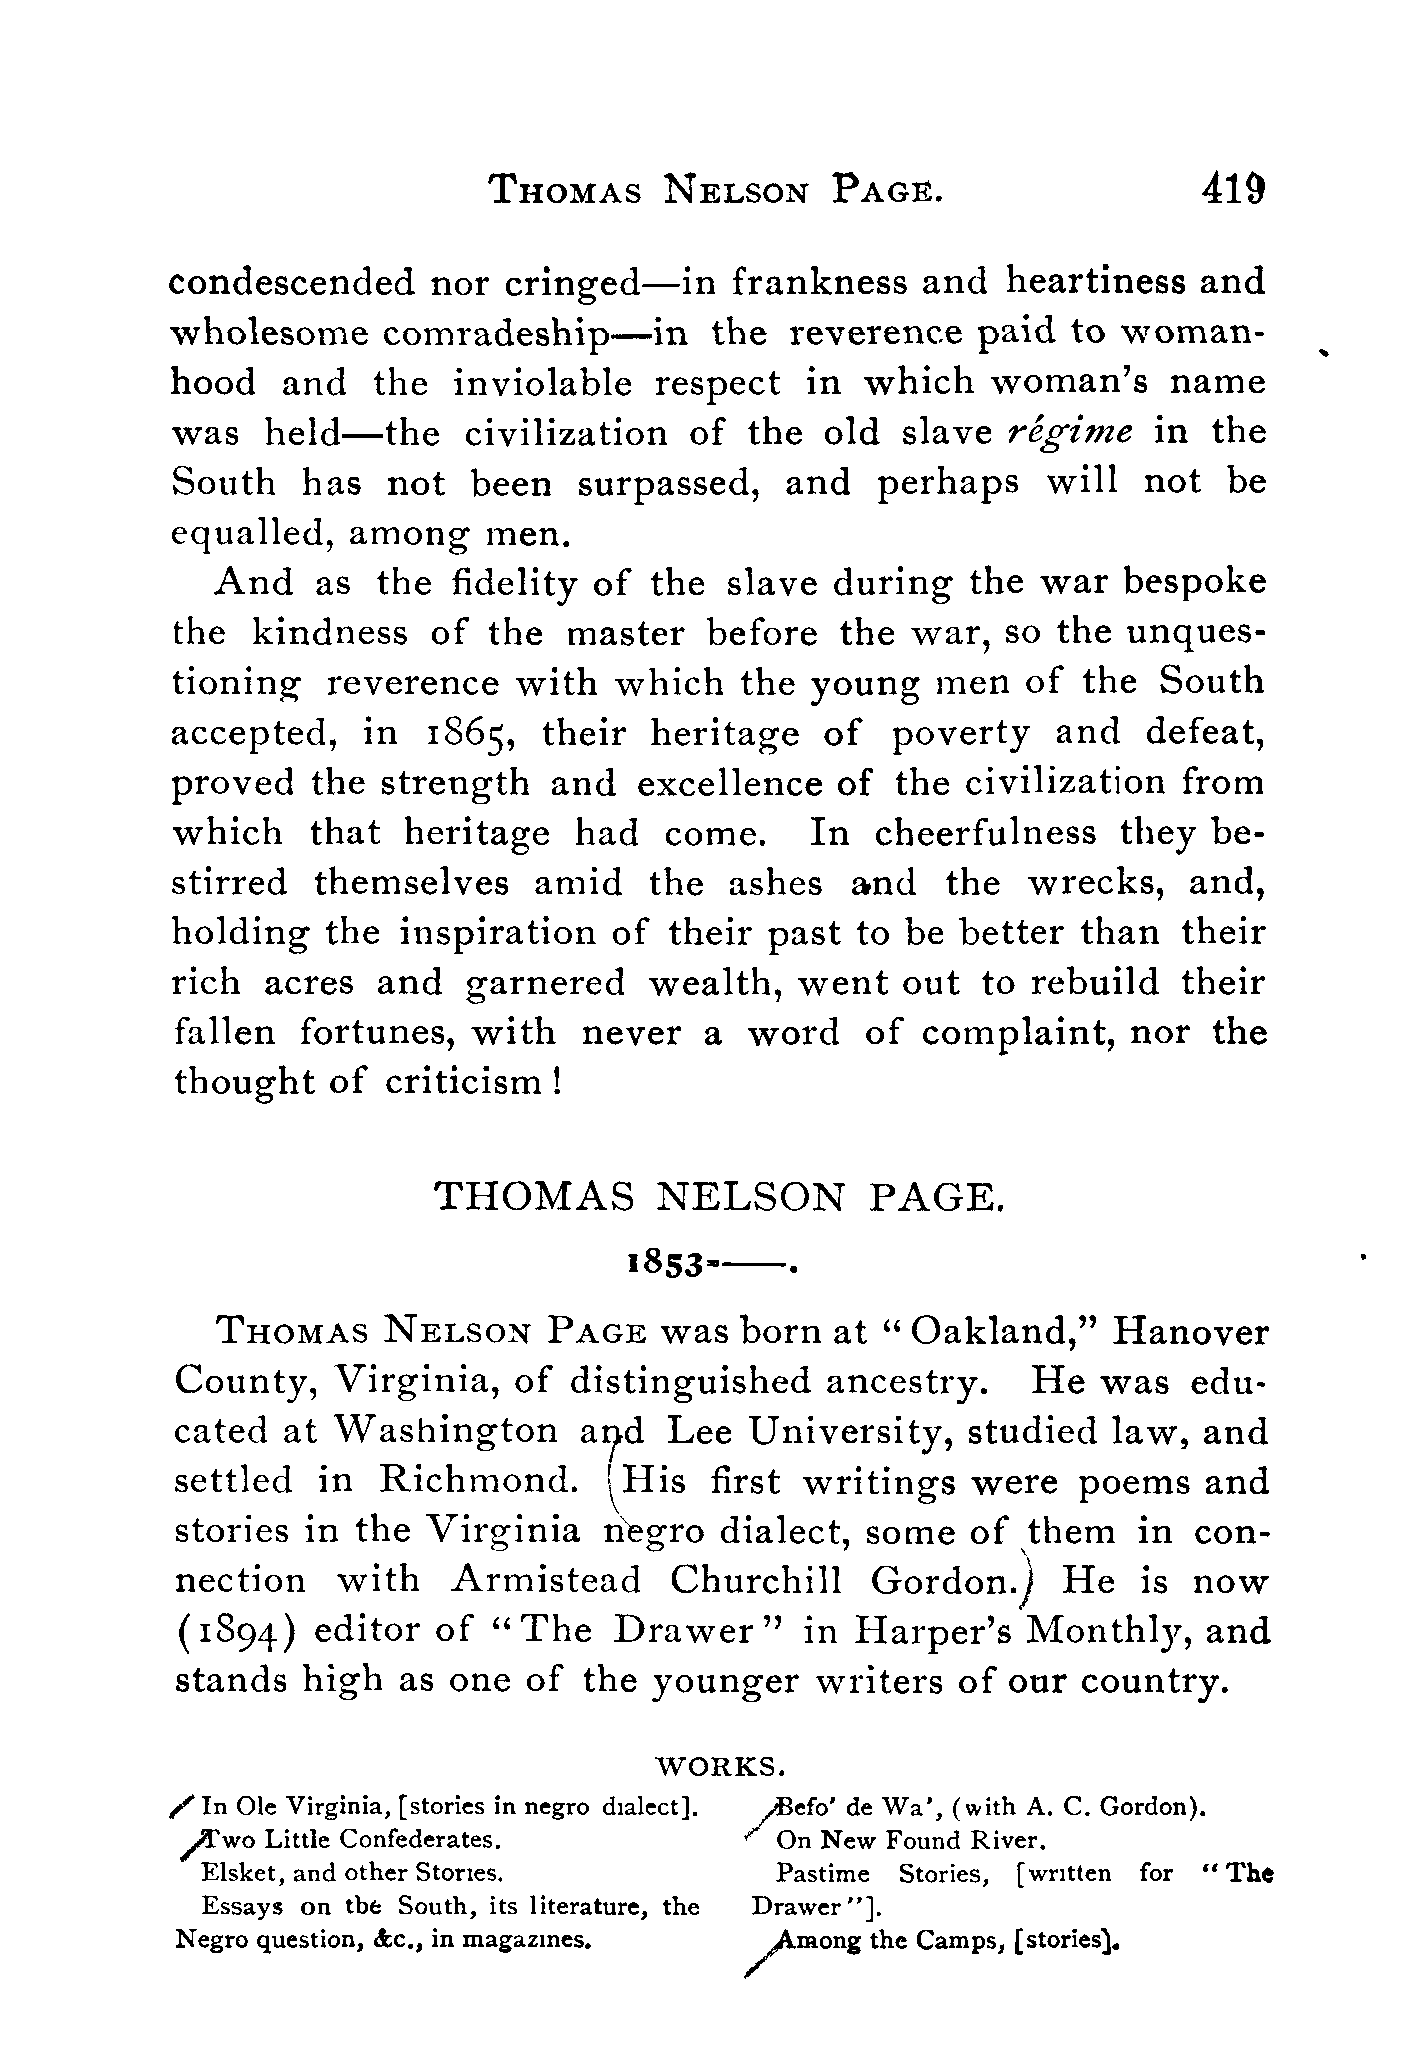 THOMAS NELSON PAGE. 419
condescended nor cringed—in frankness and heartiness and
wholesome comradeship—in the reverence paid to woman-
hood and the inviolable respect in which woman's name
was held—the civilization of the old slave régime in the
South has not been surpassed, and perhaps will not be
equalled, among men.
And as the fidelity of the slave during the war bespoke
the kindness of the master before the war, so the unques-
tioning reverence with which the young men of the South
accepted, in 1865, their heritage of poverty and defeat,
proved the strength and excellence of the civilization from
which that heritage had come. In cheerfulness they be-
stirred themselves amid the ashes and the wrecks, and,
holding the inspiration of their past to be better than their
rich acres and garnered wealth, went out to rebuild their
fallen fortunes, with never a word of complaint, nor the
thought of criticism!
THOMAS NELSON PAGE.
1853-——.
THOMAS NELSON PAGE was born at "Oakland," Hanover
County, Virginia, of distinguished ancestry. He was edu-
cated at Washington and Lee University, studied law, and
settled in Richmond. (His first writings were poems and
stories in the Virginia negro dialect, some of them in con-
nection with Armistead Churchill Gordon.) He is now
(1894) editor of "The Drawer" in Harper's Monthly, and
stands high as one of the younger writers of our country.
WORKS.
In Ole Virginia, [stories in negro dialect].
Two Little Confederates.
Elsket, and other Stories.
Essays on the South, its literature, the
Negro question, &c., in magazines.
Befo' de Wa', (with A. C. Gordon).
On New Found River.
Pastime Stories, [written for "The
Drawer"].
Among the Camps, [stories].